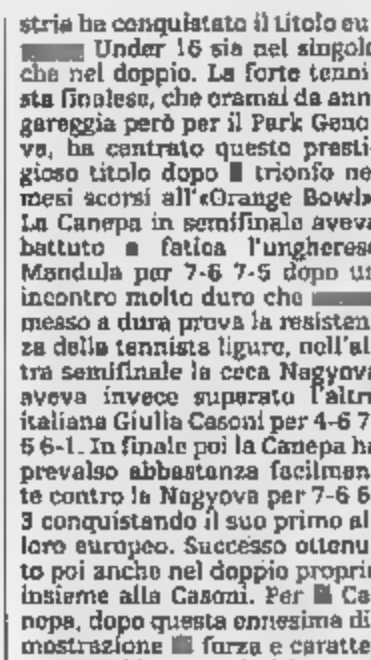 stria ha conquistato il titolo eu
Under 16 sia nel singol
che nel doppio. La forte tenni
sta finalese, che oramai da ann
gareggia però per il Park Geno
va, ha centrato questo presti
gioso titolo dopo trionfo ne
mesi scorsi all'«Orange Bowl»
La Canepa in semifinale aveva
battuto a fatica l'ungheres
Mandula per 7-6 7-5 dopo un
incontro molto duro che
messo a dura prova la resisten
za della tennista ligure, nell'al
tra semifinale la ceca Nagyova
aveva invece superato l'altr
italiana Giulia Casoni per 4-6 7
6 6-1. In finale poi la Canepa ha
prevalso abbastanza facilmen
te contro la Nagyova per 7-6 6
3 conquistando il suo primo al
loro europeo. Successo ottenu
to poi anche nel doppio propri
insieme alla Casoni. Per Ca
nepa, dopo questa ennesima di
mostrazione forza e caratte